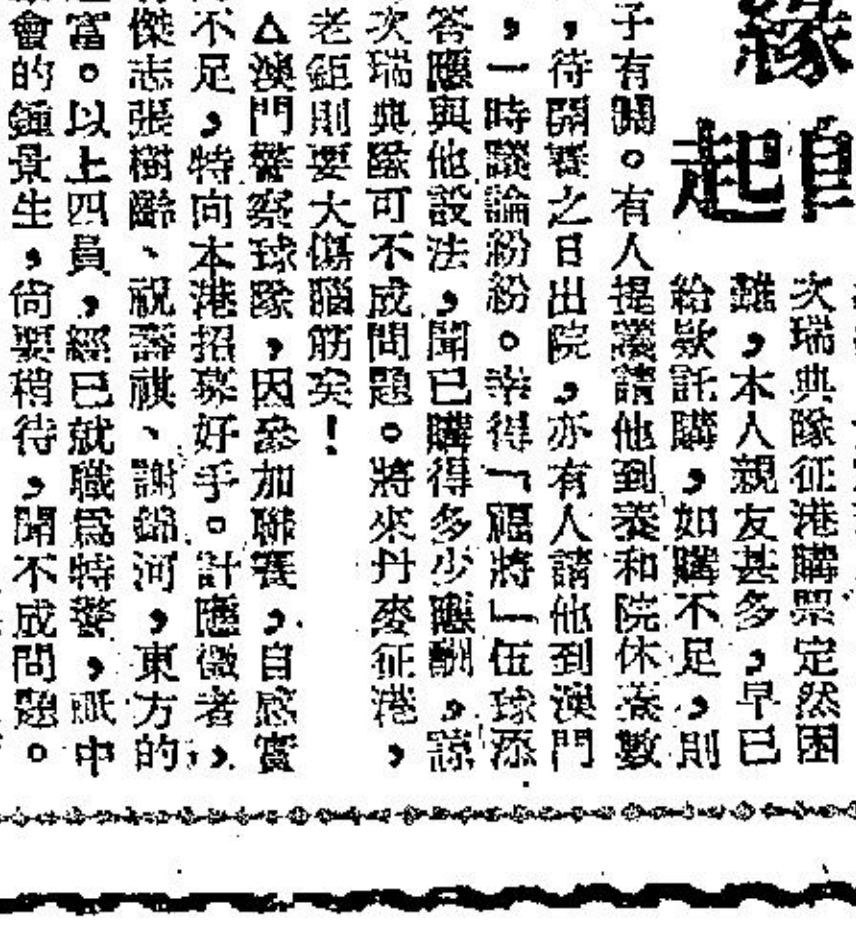 緣
起
自
次瑞典隊征港購票定然困
難，本人親友甚多，早已
給欵託購，如購不足，則
子有關。有人提議請他到養和院休養數
，待開賽之日出院，亦有人請他到澳門
，一時議論紛紛。幸得「福將」伍球添
答應與他設法，聞已購得多少應酬，諒
次瑞典隊可不成問題。將來丹麥征港，
老鉅則要大傷腦筋矣！
△澳門警察球隊，因參加聯賽，自感實
不足，特向本港招募好手。計應徵者，
傑志張樹齡、祝壽祺、謝錦河，東方的
富。以上四員，經已就職爲特警，祇中
會的鍾景生，尙要稍待，聞不成問題。